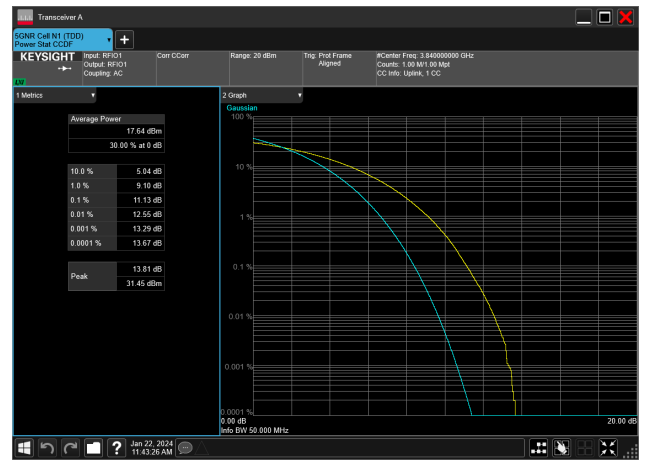 Transceiver A
5GNR Cell N1 (TDD)
Power Stat CCDF
KEYSIGHT
Input: RFIO1
Output: RFIO1
Coupling: AC
Corr CCorr
Range: 20 dBm
Trig: Prot Frame
Aligned
#Center Freq: 3.840000000 GHz
Counts: 1.00 M/1.00 Mpt
CC Info: Uplink, 1 CC
LXI
1 Metrics
Average Power
17.64 dBm
30.00 % at 0 dB
10.0 % 5.04 dB
1.0 % 9.10 dB
0.1 % 11.13 dB
0.01 % 12.55 dB
0.001 % 13.29 dB
0.0001 % 13.67 dB
Peak
13.81 dB
31.45 dBm
2 Graph
Gaussian
100 %
10 %
1 %
0.1 %
0.01 %
0.001 %
0.0001 %
0.00 dB
20.00 dB
Info BW 50.000 MHz
Jan 22, 2024
11:43:26 AM